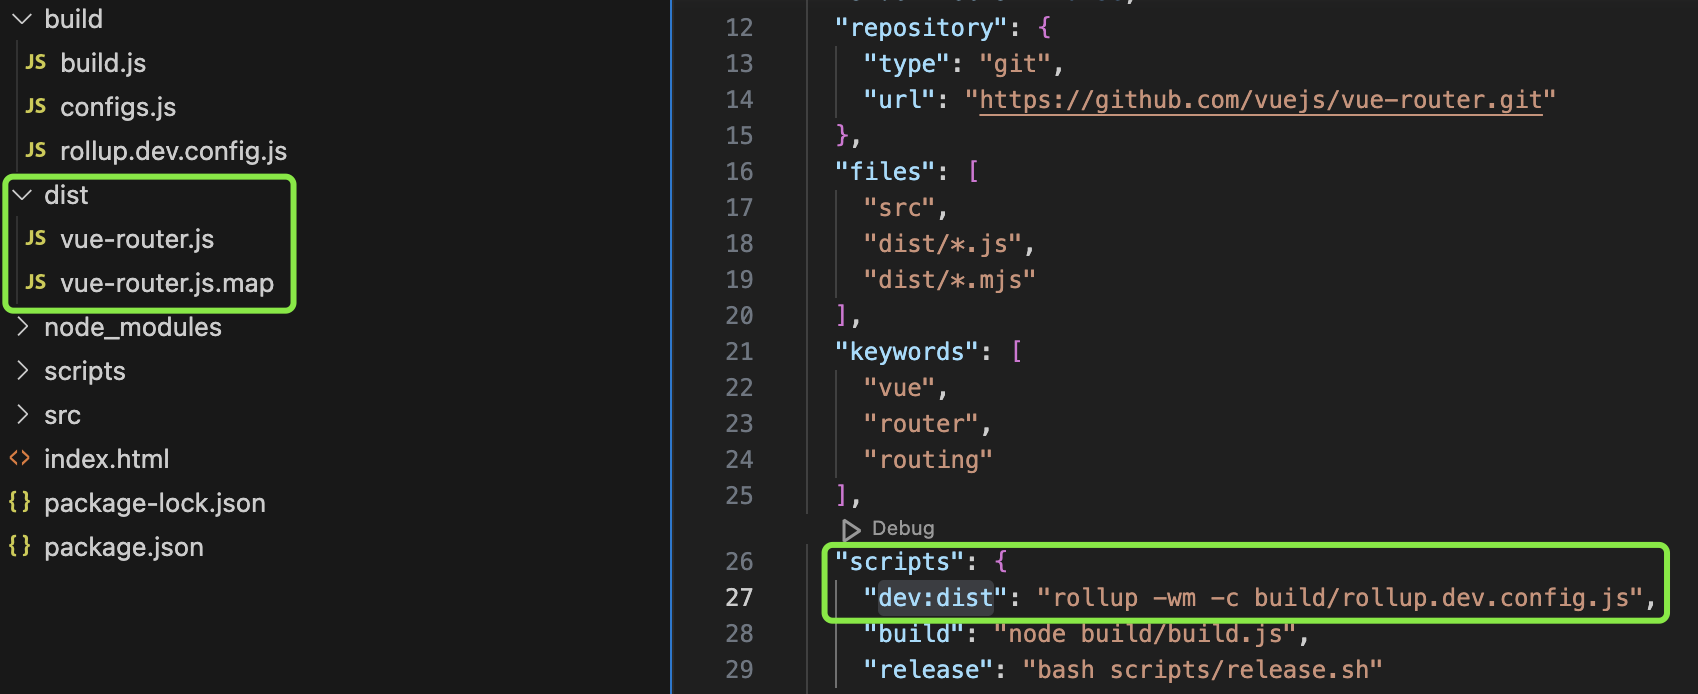 build
JS build.js
JS configs.js
JS rollup.dev.config.js
dist
JS vue-router.js
JS vue-router.js.map
node_modules
scripts
src
<> index.html
{} package-lock.json
{} package.json
12 "repository": {
13 "type": "git",
14 "url": "https://github.com/vuejs/vue-router.git"
15 },
16 "files": [
17 "src",
18 "dist/*.js",
19 "dist/*.mjs"
20 ],
21 "keywords": [
22 "vue",
23 "router",
24 "routing"
25 ],
Debug
26 "scripts": {
27 "dev:dist": "rollup -wm -c build/rollup.dev.config.js",
28 "build": "node build/build.js",
29 "release": "bash scripts/release.sh"